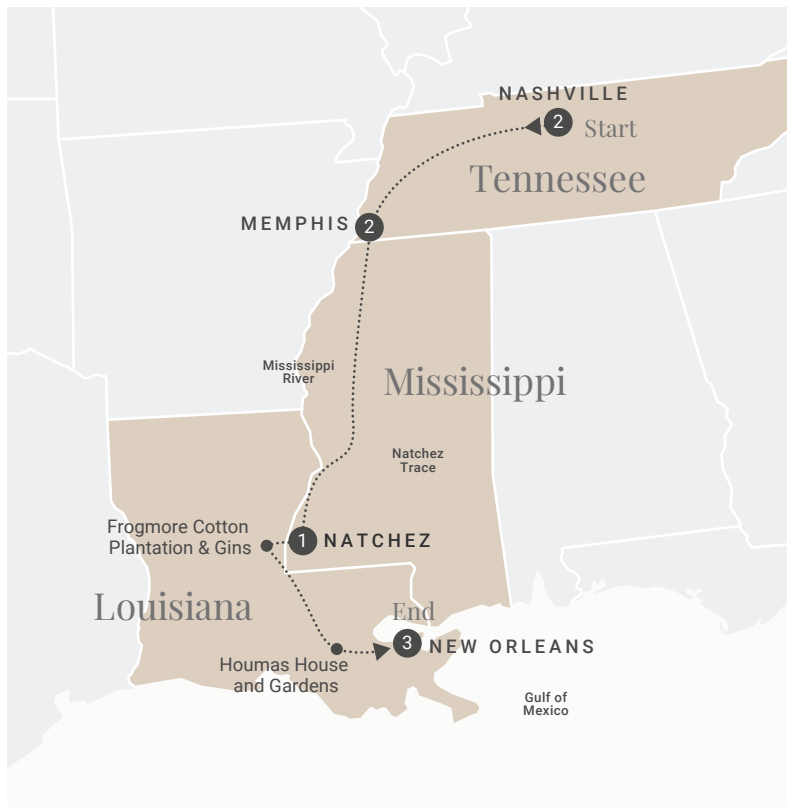 NASHVILLE
2
Start
Tennessee
MEMPHIS
2
Mississippi
River
Mississippi
Natchez
Trace
Frogmore Cotton
Plantation & Gins
1
NATCHEZ
Louisiana
End
3
NEW ORLEANS
Houmas House
and Gardens
Gulf of
Mexico